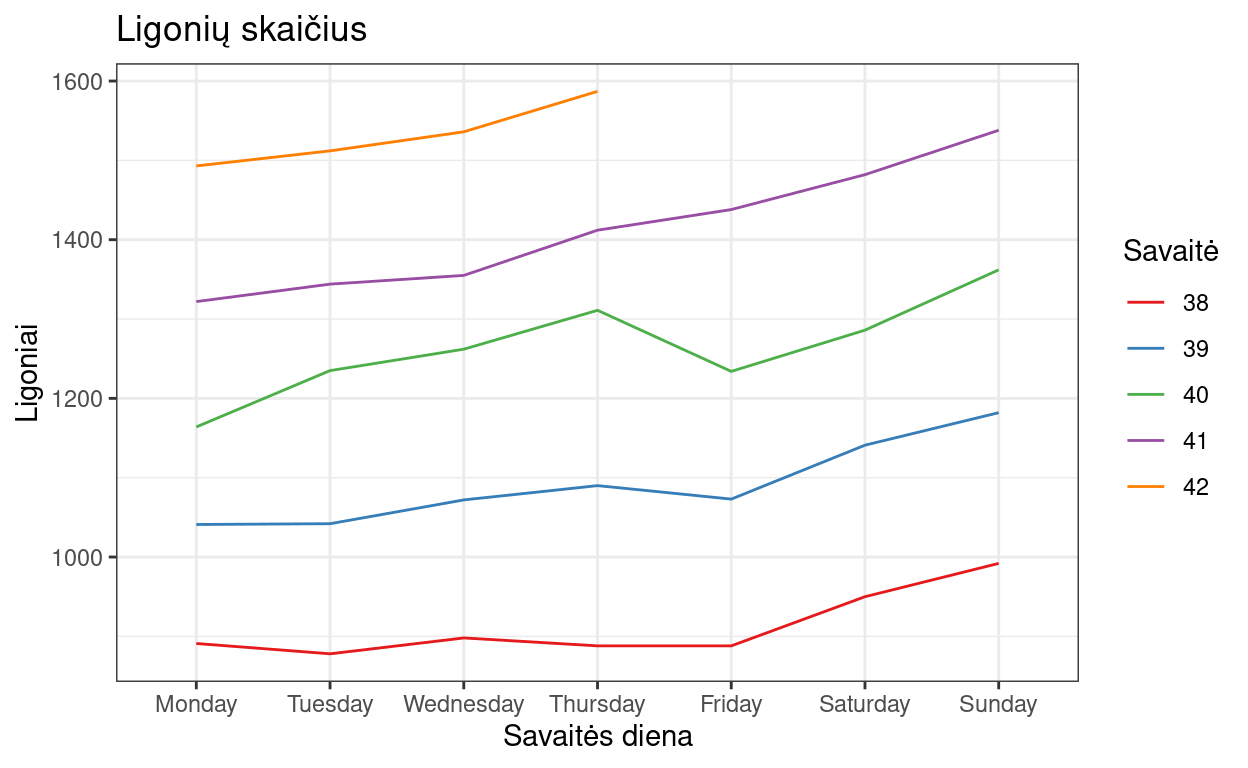 Ligonių skaičius
1600
1400
1200
1000
Ligoniai
Monday Tuesday Wednesday Thursday Friday Saturday Sunday
Savaitės diena
Savaitė
38
39
40
41
42